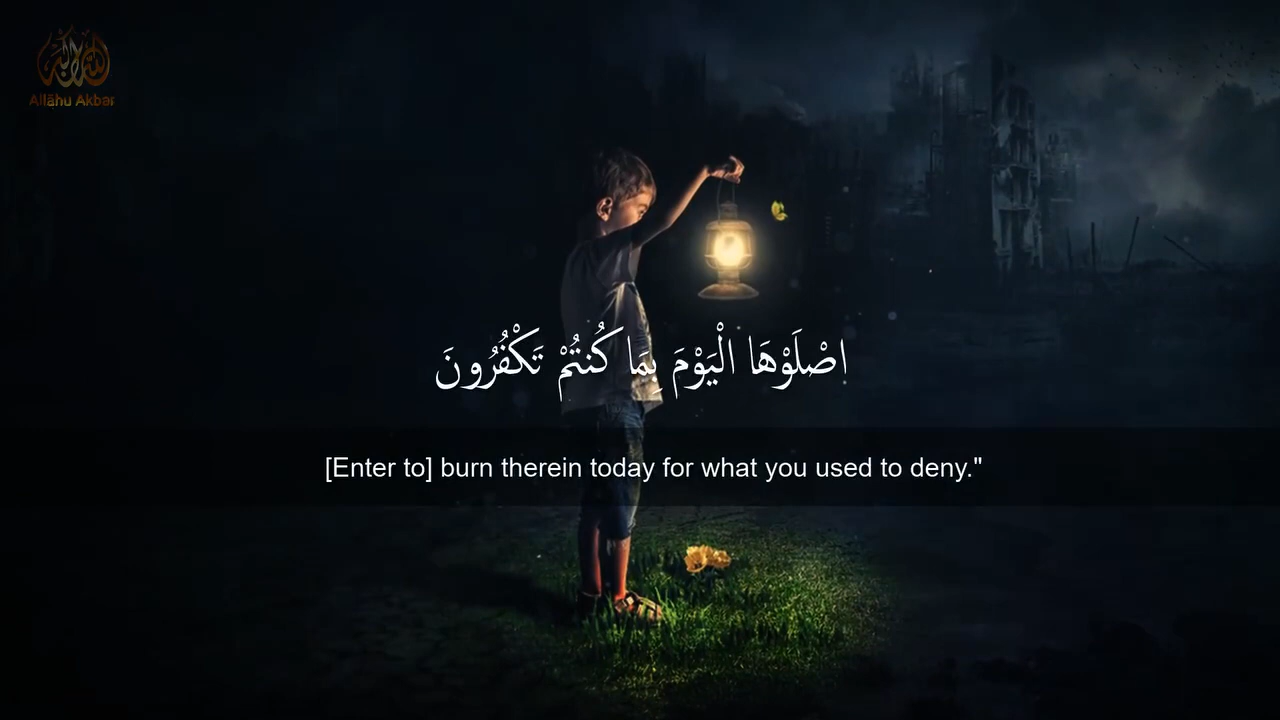 Allāhu Akbar
اصْلَوْهَا الْيَوْمَ بِمَا كُنتُمْ تَكْفُرُونَ
[Enter to] burn therein today for what you used to deny."